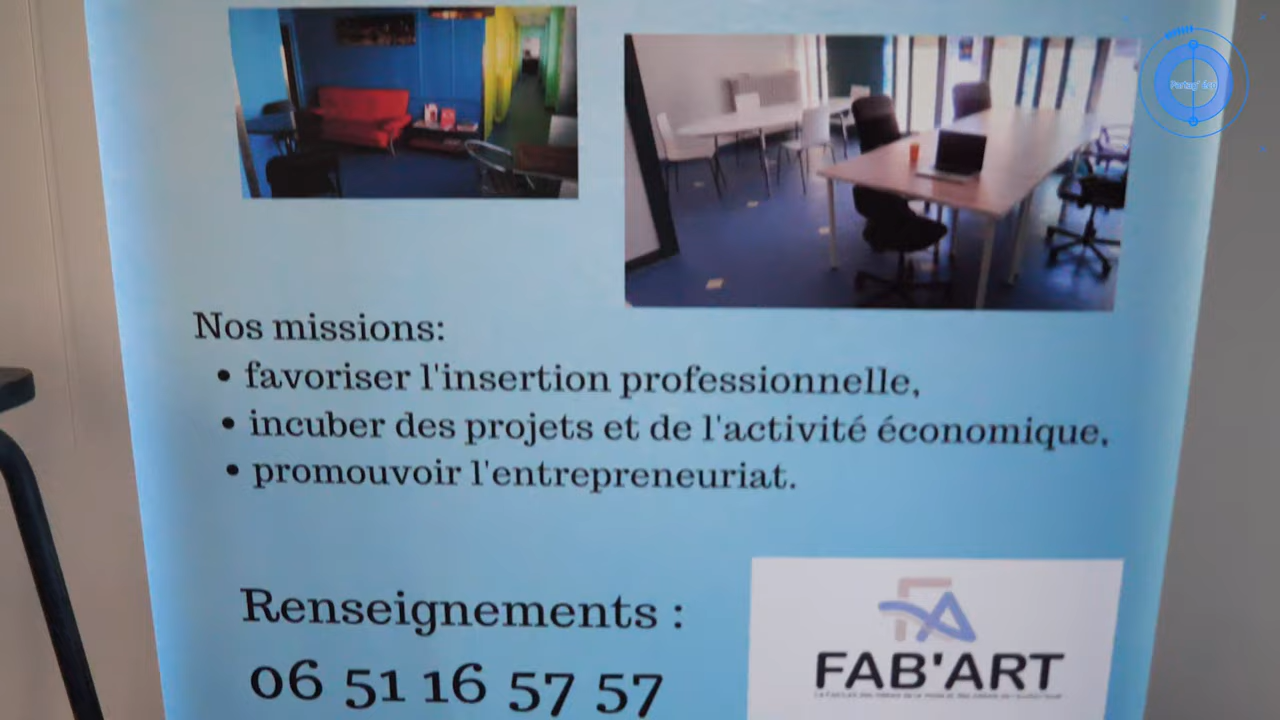 Nos missions:
• favoriser l'insertion professionnelle,
• incuber des projets et de l'activité économique,
• promouvoir l'entrepreneuriat.
Renseignements :
06 51 16 57 57
FAB'ART